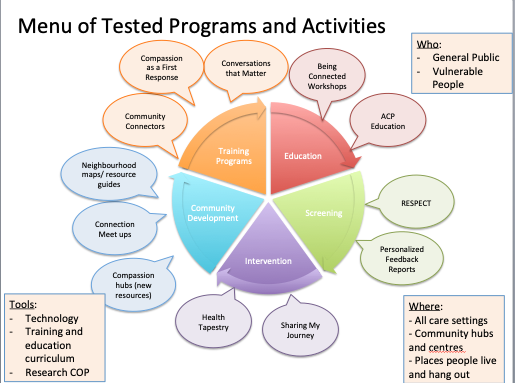 Menu of Tested Programs and Activities
Who:
- General Public
- Vulnerable
People
Compassion
as a First
Response
Conversations
that Matter
Being
Connected
Workshops
Community
Connectors
ACP
Education
Training
Programs
Education
Neighbourhood
maps/ resource
guides
Community
Development
Screening
RESPECT
Connection
Meet ups
Personalized
Feedback
Reports
Intervention
Compassion
hubs (new
resources)
Health
Tapestry
Sharing My
Journey
Tools:
- Technology
- Training and
education
curriculum
- Research COP
Where:
- All care settings
- Community hubs
and centres
- Places people live
and hang out